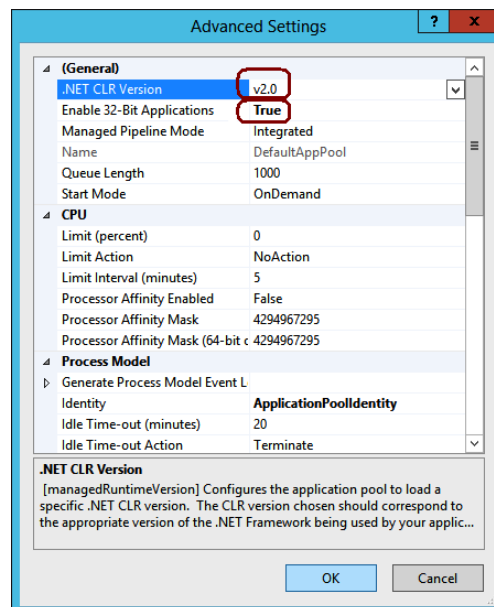 Advanced Settings
? x
(General)
.NET CLR Version v2.0
Enable 32-Bit Applications True
Managed Pipeline Mode Integrated
Name DefaultAppPool
Queue Length 1000
Start Mode OnDemand
CPU
Limit (percent) 0
Limit Action NoAction
Limit Interval (minutes) 5
Processor Affinity Enabled False
Processor Affinity Mask 4294967295
Processor Affinity Mask (64-bit c 4294967295
Process Model
Generate Process Model Event L
Identity ApplicationPoolIdentity
Idle Time-out (minutes) 20
Idle Time-out Action Terminate
.NET CLR Version
[managedRuntimeVersion] Configures the application pool to load a
specific .NET CLR version. The CLR version chosen should correspond to
the appropriate version of the .NET Framework being used by your applic...
OK Cancel